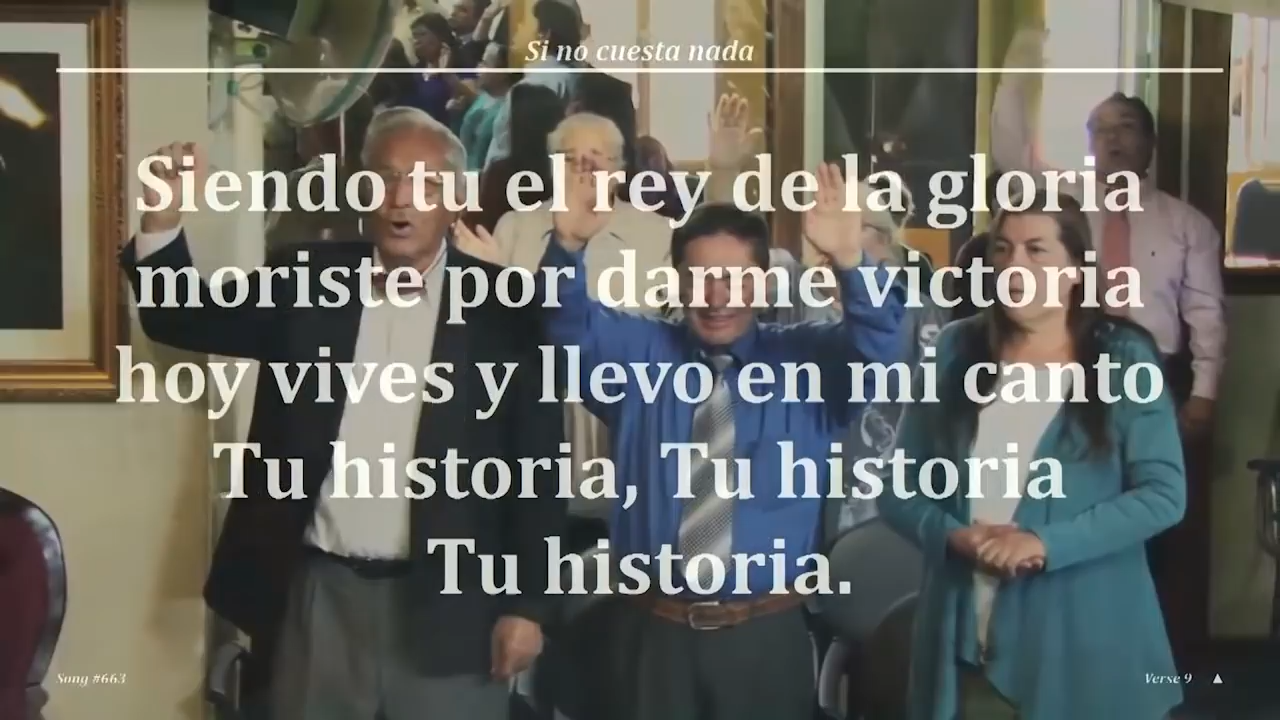 Si no cuesta nada
Siendo tu el rey de la gloria
moriste por darme victoria
hoy vives y llevo en mi canto
Tu historia, Tu historia
Tu historia.
Song #663
Verse 9 ▲